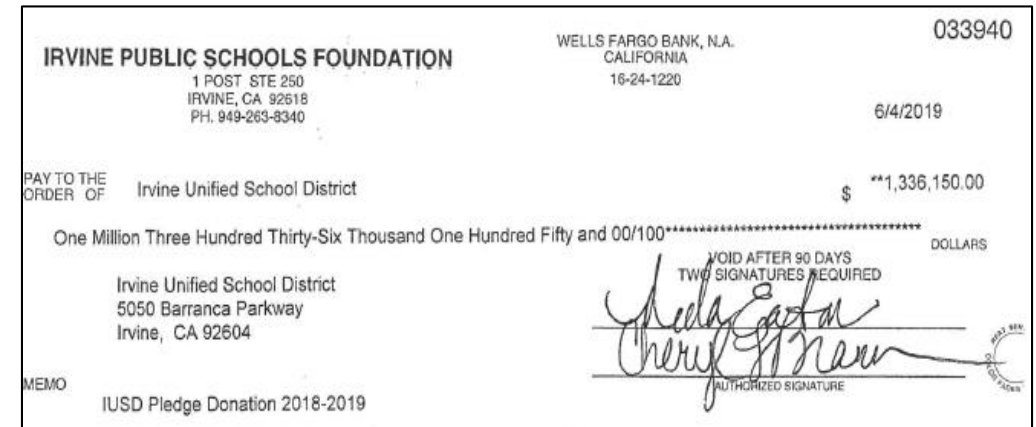 033940
IRVINE PUBLIC SCHOOLS FOUNDATION
1 POST STE 250
IRVINE, CA 92618
PH. 949-263-8340
WELLS FARGO BANK, N.A.
CALIFORNIA
16-24-1220
6/4/2019
PAY TO THE
ORDER OF Irvine Unified School District
$ **1,336,150.00
One Million Three Hundred Thirty-Six Thousand One Hundred Fifty and 00/100**************************************
DOLLARS
VOID AFTER 90 DAYS
TWO SIGNATURES REQUIRED
Irvine Unified School District
5050 Barranca Parkway
Irvine, CA 92604
Cheryl
AUTHORIZED SIGNATURE
MEMO
IUSD Pledge Donation 2018-2019